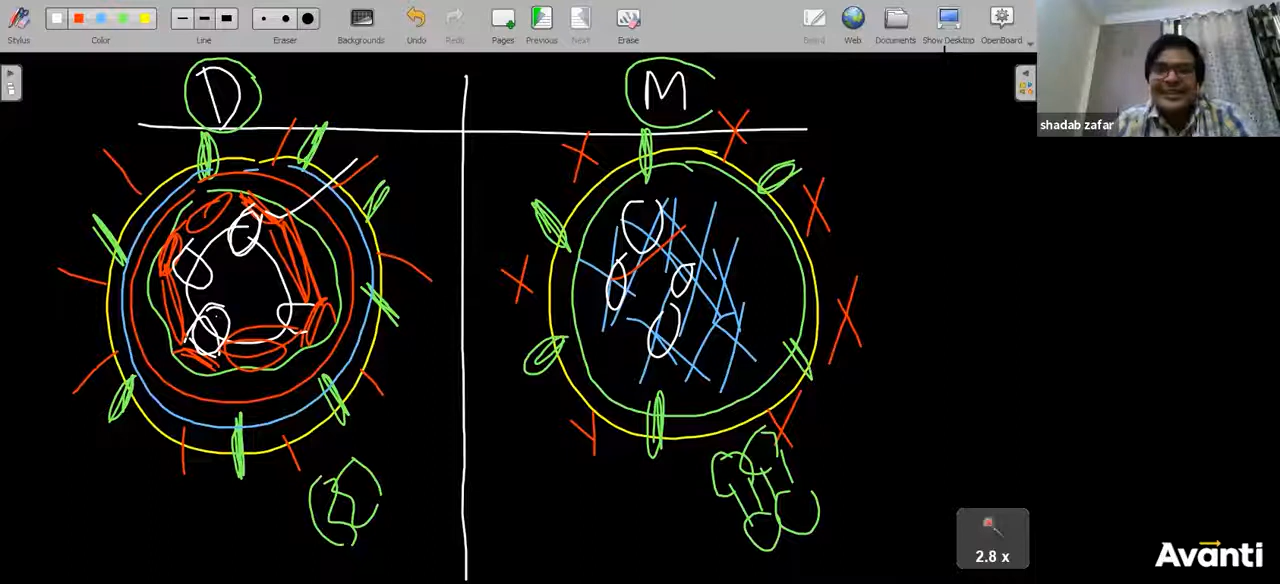 Stylus
Color
Line
Eraser
Backgrounds
Undo
Redo
Pages
Previous
Next
Erase
Board
Web
Documents
Show Desktop
OpenBoard
shadab zafar
D
M
2.8 x
Avanti